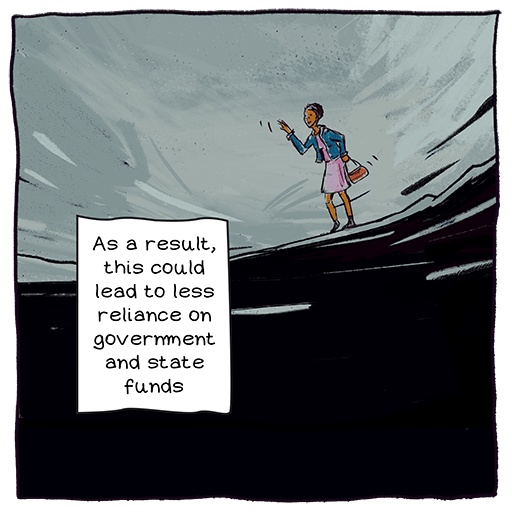 As a result,
this could
lead to less
reliance on
government
and state
funds